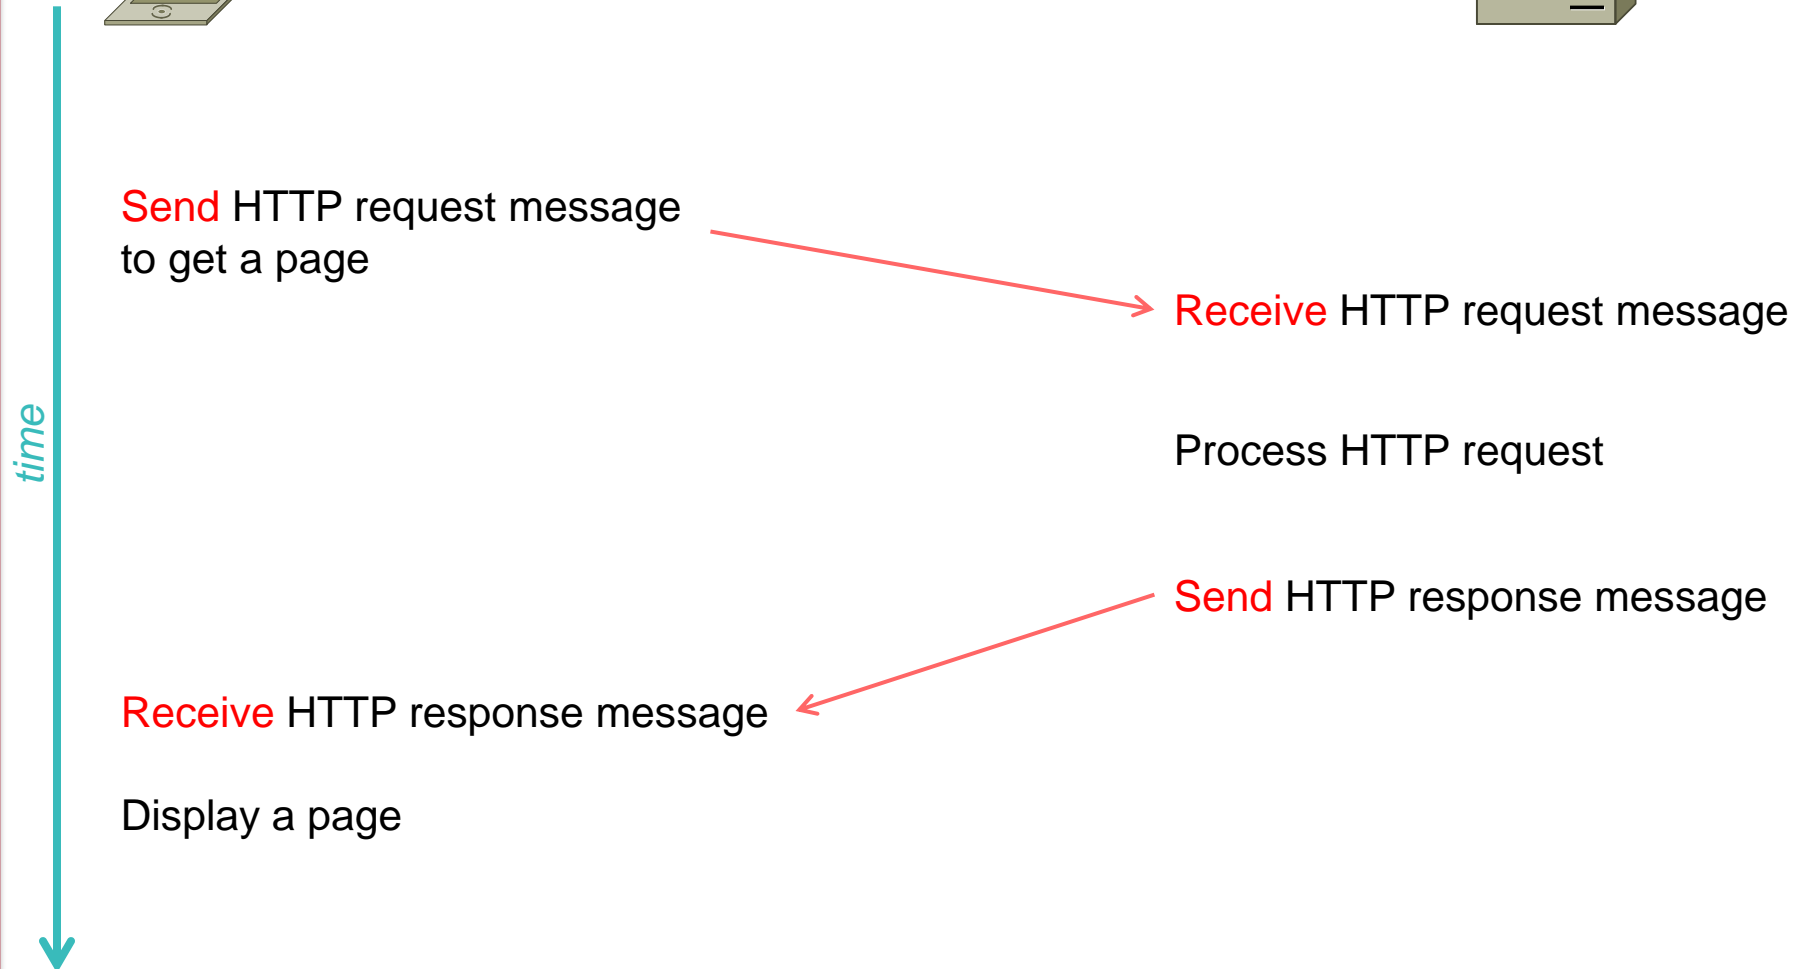 Send HTTP request message
to get a page
Receive HTTP request message
time
Process HTTP request
Send HTTP response message
Receive HTTP response message
Display a page